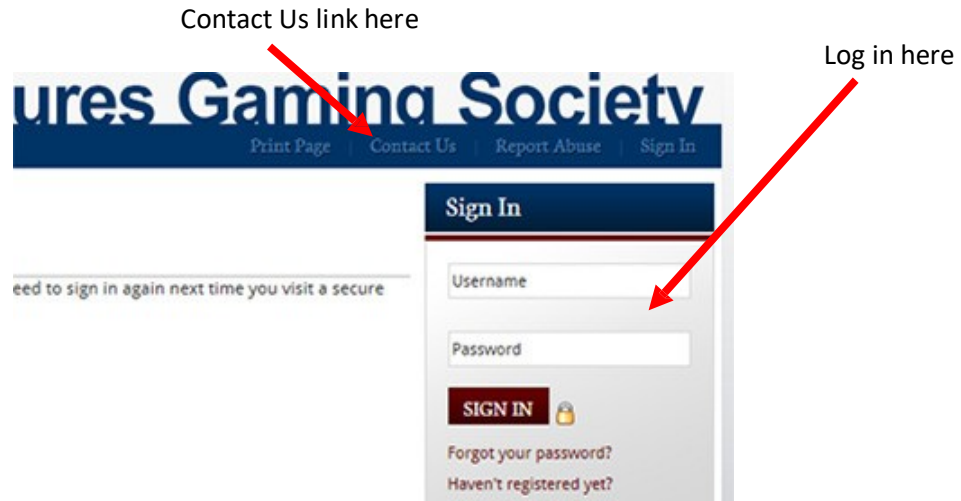 Contact Us link here
Log in here
ures Gaming Society
Print Page | Contact Us | Report Abuse | Sign In
Sign In
eed to sign in again next time you visit a secure
Username
Password
SIGN IN
Forgot your password?
Haven't registered yet?